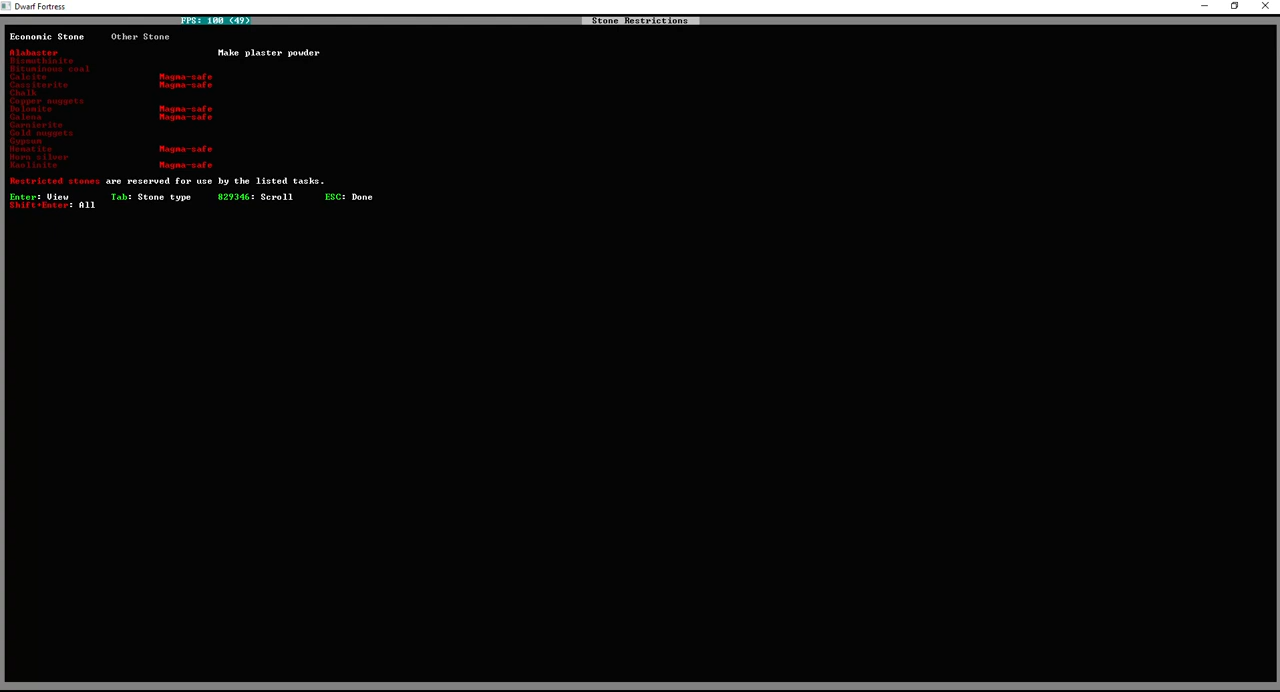 Dwarf Fortress
FPS: 100 (49) Stone Restrictions
Economic Stone Other Stone
Alabaster Make plaster powder
Bismuthinite
Bituminous coal
Calcite Magma-safe
Cassiterite Magma-safe
Chalk
Copper nuggets
Dolomite Magma-safe
Galena Magma-safe
Garnierite
Gold nuggets
Gypsum
Hematite Magma-safe
Horn silver
Kaolinite Magma-safe
Restricted stones are reserved for use by the listed tasks.
Enter: View Tab: Stone type 829346: Scroll ESC: Done
Shift+Enter: All